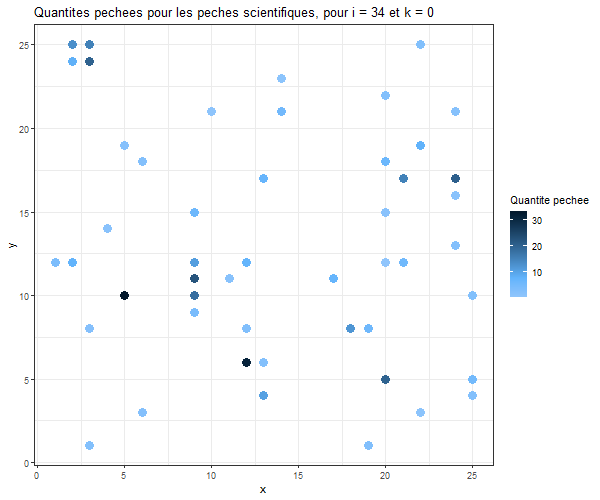 Quantites pechees pour les peches scientifiques, pour i = 34 et k = 0
25
20
15
10
5
0
y
0 5 10 15 20 25
x
Quantite pechee
30
20
10